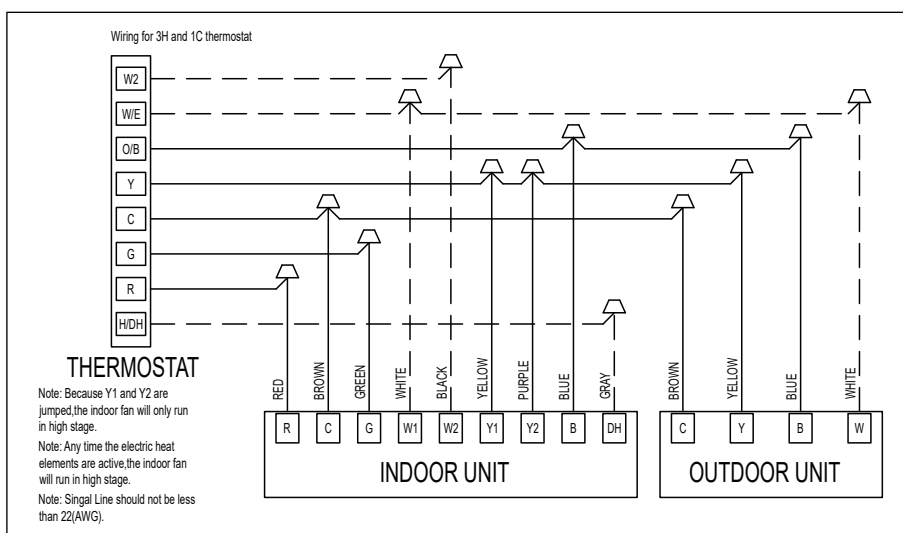 Wiring for 3H and 1C thermostat
W2
W/E
O/B
Y
C
G
R
H/DH
THERMOSTAT
Note: Because Y1 and Y2 are
jumped,the indoor fan will only run
in high stage.
Note: Any time the electric heat
elements are active,the indoor fan
will run in high stage.
Note: Singal Line should not be less
than 22(AWG).
RED
BROWN
GREEN
WHITE
BLACK
YELLOW
PURPLE
BLUE
GRAY
BROWN
YELLOW
BLUE
WHITE
R C G W1 W2 Y1 Y2 B DH
INDOOR UNIT
C Y B W
OUTDOOR UNIT